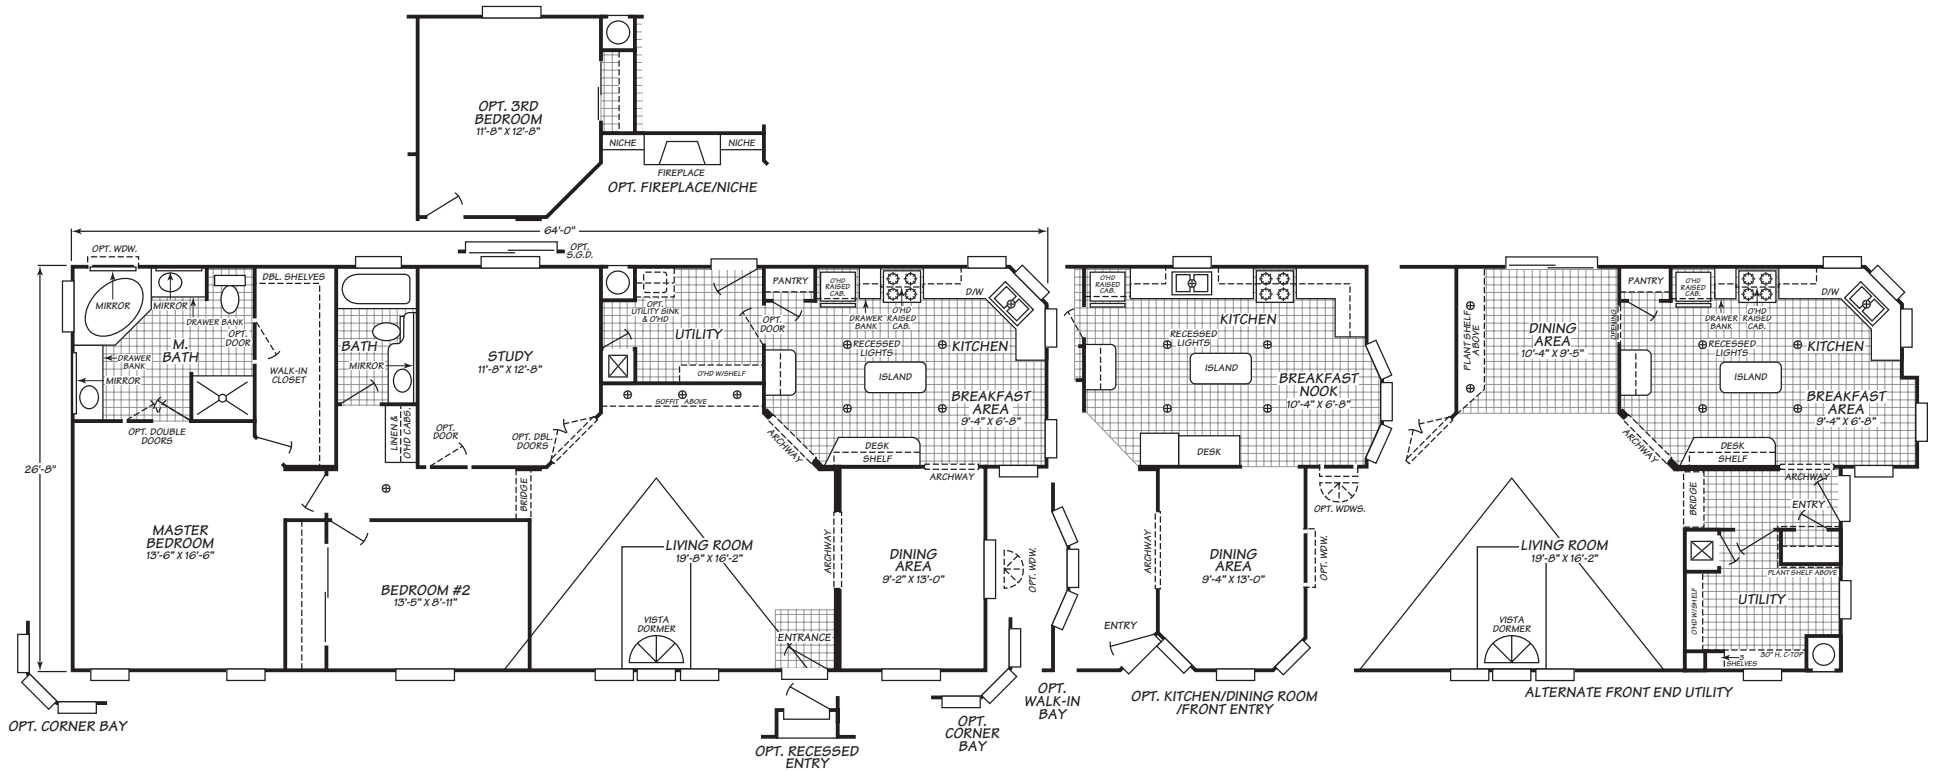 OPT. 3RD
BEDROOM
11'-8" X 12'-8"
NICHE
NICHE
FIREPLACE
OPT. FIREPLACE/NICHE
64'-0"
26'-8"
OPT. WDW.
MIRROR
MIRROR
DRAWER BANK
OPT.
DOOR
M.
BATH
DRAWER
BANK
MIRROR
OPT. DOUBLE
DOORS
DBL. SHELVES
WALK-IN
CLOSET
BATH
MIRROR
LINEN &
O'HD CABS.
OPT.
S.G.D.
STUDY
11'-8" X 12'-8"
OPT.
DOOR
OPT. DBL.
DOORS
BRIDGE
OPT.
UTILITY SINK
& O'HD
UTILITY
OPT.
DOOR
O'HD W/SHELF
SOFFIT ABOVE
PANTRY
O'HD
RAISED
CAB.
DRAWER
BANK
O'HD
RAISED
CAB.
D/W
RECESSED
LIGHTS
KITCHEN
ISLAND
BREAKFAST
AREA
9'-4" X 6'-8"
DESK
SHELF
ARCHWAY
ARCHWAY
MASTER
BEDROOM
13'-6" X 16'-6"
BEDROOM #2
13'-5" X 8'-11"
LIVING ROOM
19'-8" X 16'-2"
VISTA
DORMER
ENTRANCE
ARCHWAY
DINING
AREA
9'-2" X 13'-0"
OPT. WDW.
OPT. CORNER BAY
OPT. RECESSED
ENTRY
OPT.
CORNER
BAY
OPT.
WALK-IN
BAY
O'HD
RAISED
CAB.
KITCHEN
RECESSED
LIGHTS
ISLAND
BREAKFAST
NOOK
10'-4" X 6'-8"
DESK
OPT. WDWS.
ARCHWAY
DINING
AREA
9'-4" X 13'-0"
OPT. WDW.
ENTRY
OPT. KITCHEN/DINING ROOM
/FRONT ENTRY
PLANT SHELF
ABOVE
DINING
AREA
10'-4" X 9'-5"
OPENING
PANTRY
O'HD
RAISED
CAB.
DRAWER
BANK
O'HD
RAISED
CAB.
D/W
RECESSED
LIGHTS
KITCHEN
ISLAND
BREAKFAST
AREA
9'-4" X 6'-8"
DESK
SHELF
ARCHWAY
ARCHWAY
BRIDGE
ENTRY
LIVING ROOM
19'-8" X 16'-2"
VISTA
DORMER
PLANT SHELF ABOVE
UTILITY
O'HD W/SHELF
3
SHELVES
30" H. C-TOP
ALTERNATE FRONT END UTILITY